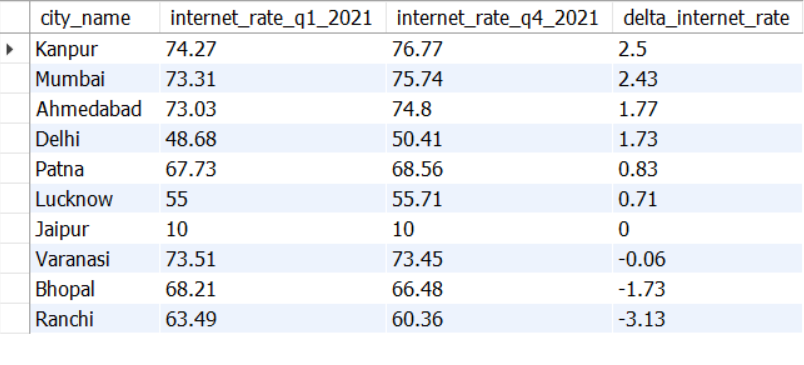 city_name internet_rate_q1_2021 internet_rate_q4_2021 delta_internet_rate
Kanpur 74.27 76.77 2.5
Mumbai 73.31 75.74 2.43
Ahmedabad 73.03 74.8 1.77
Delhi 48.68 50.41 1.73
Patna 67.73 68.56 0.83
Lucknow 55 55.71 0.71
Jaipur 10 10 0
Varanasi 73.51 73.45 -0.06
Bhopal 68.21 66.48 -1.73
Ranchi 63.49 60.36 -3.13